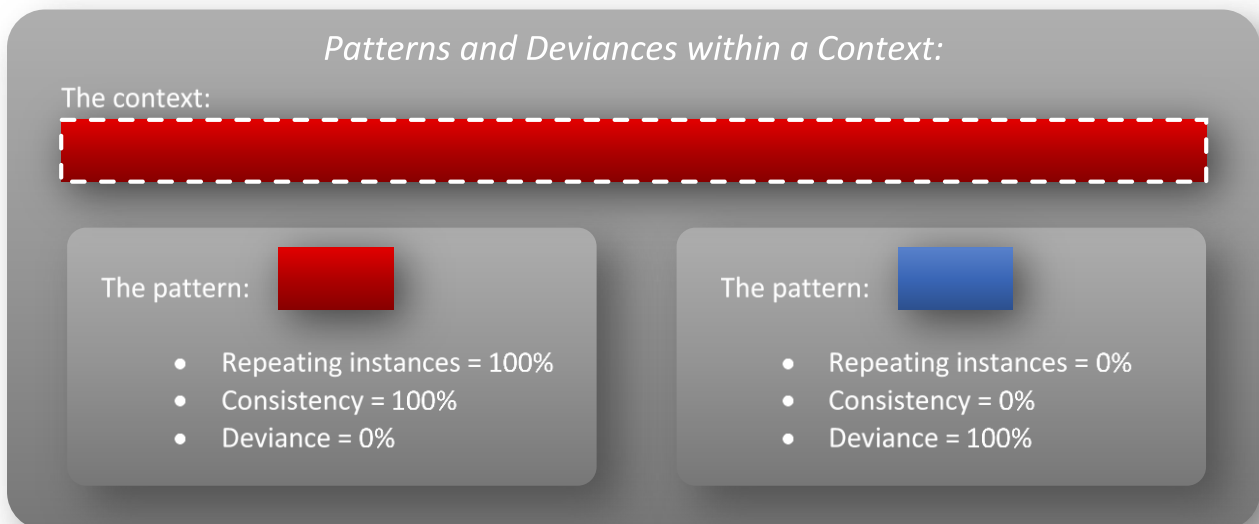 Patterns and Deviances within a Context:
The context:
The pattern:
• Repeating instances = 100%
• Consistency = 100%
• Deviance = 0%
The pattern:
• Repeating instances = 0%
• Consistency = 0%
• Deviance = 100%